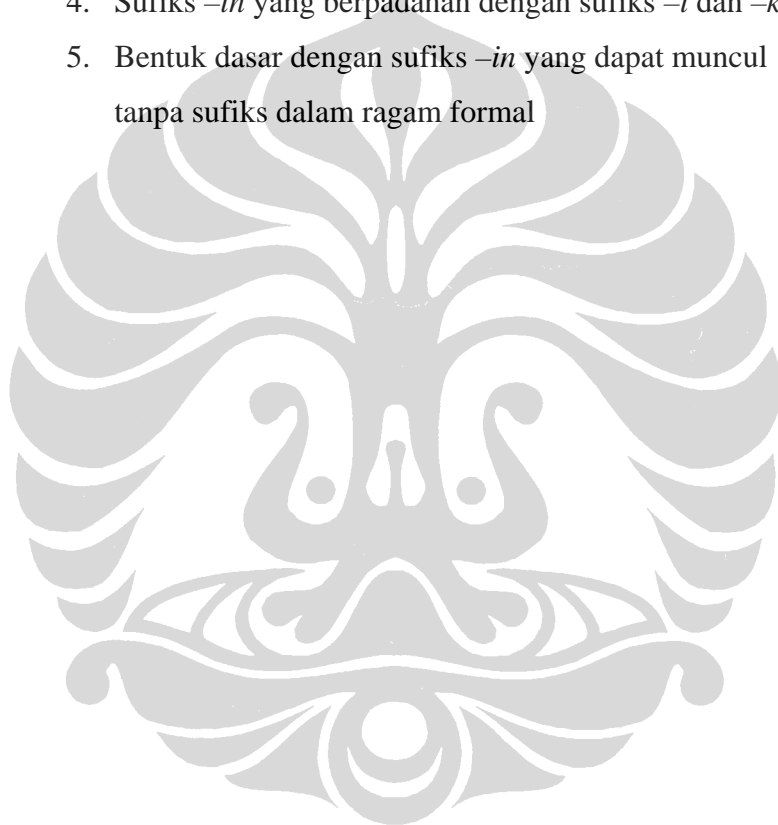 4. Sufiks –in yang berpadanan dengan sufiks –i dan
5. Bentuk dasar dengan sufiks –in yang dapat muncul
tanpa sufiks dalam ragam formal